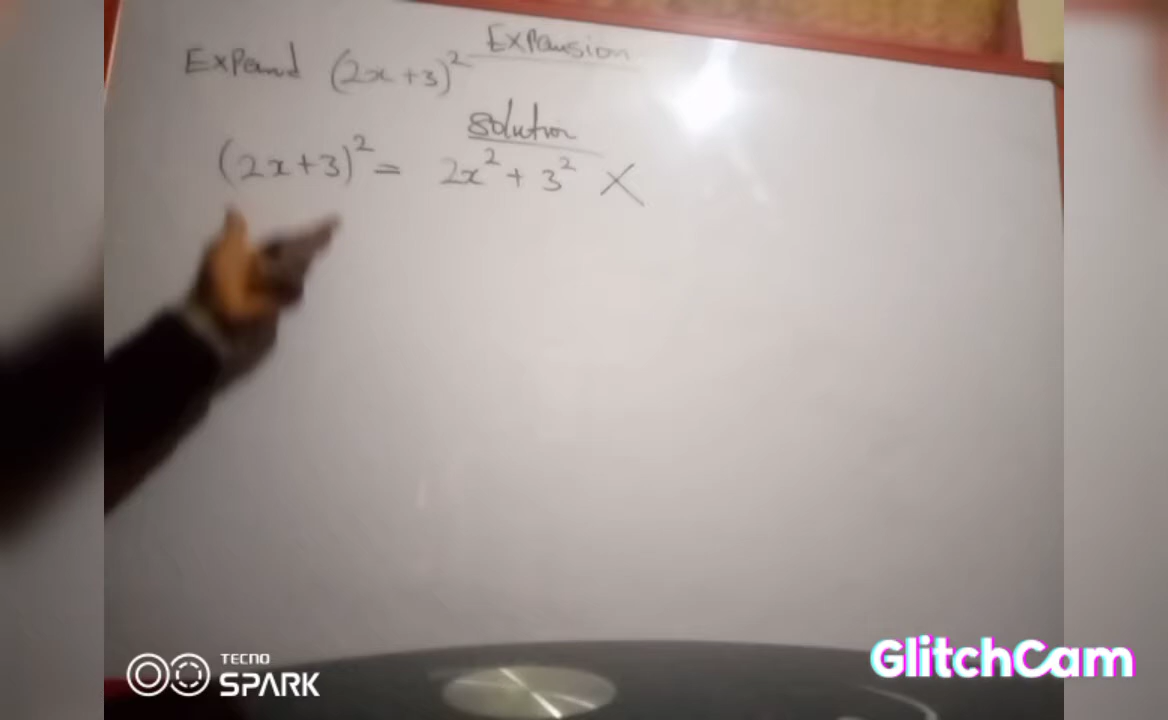 Expansion
Expand (2x+3)²
Solution
(2x+3)² = 2x² + 3² X
TECNO
SPARK
GlitchCam